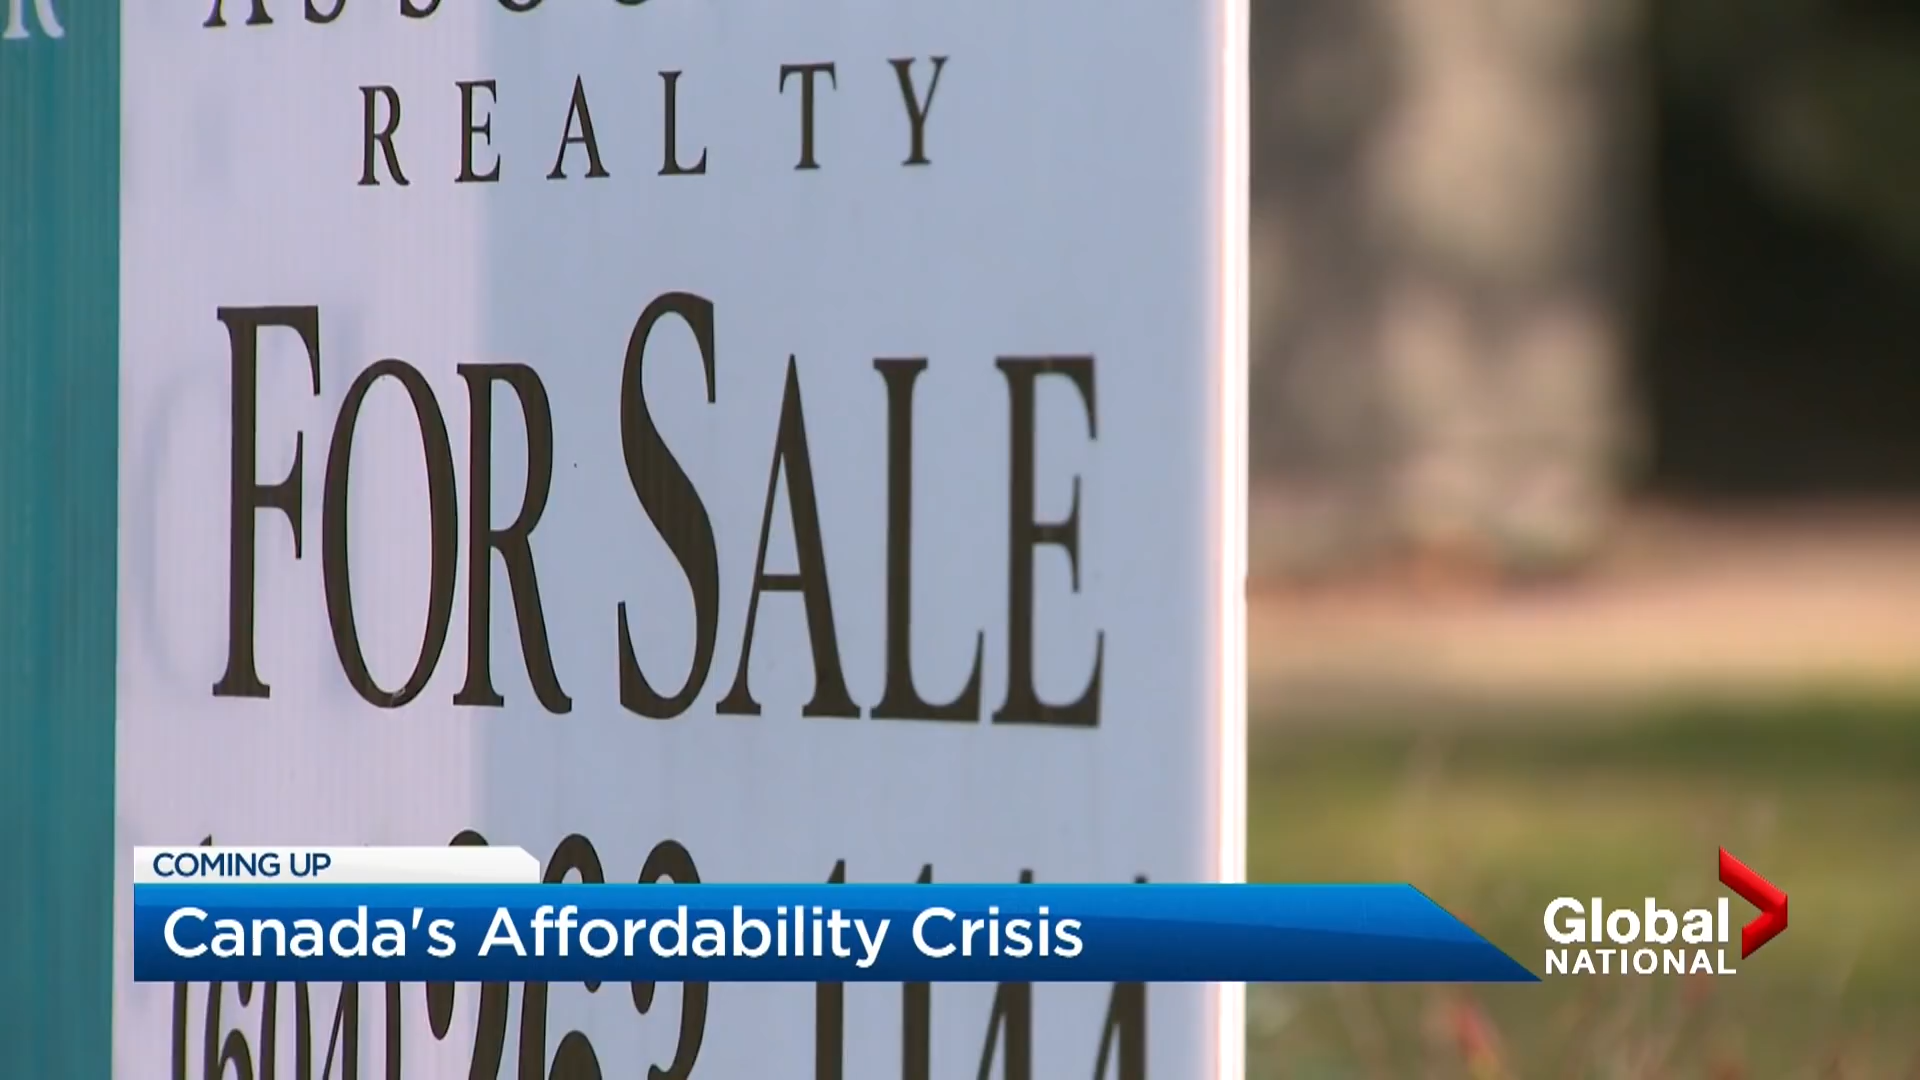 REALTY
FOR SALE
COMING UP
Canada's Affordability Crisis
Global
NATIONAL